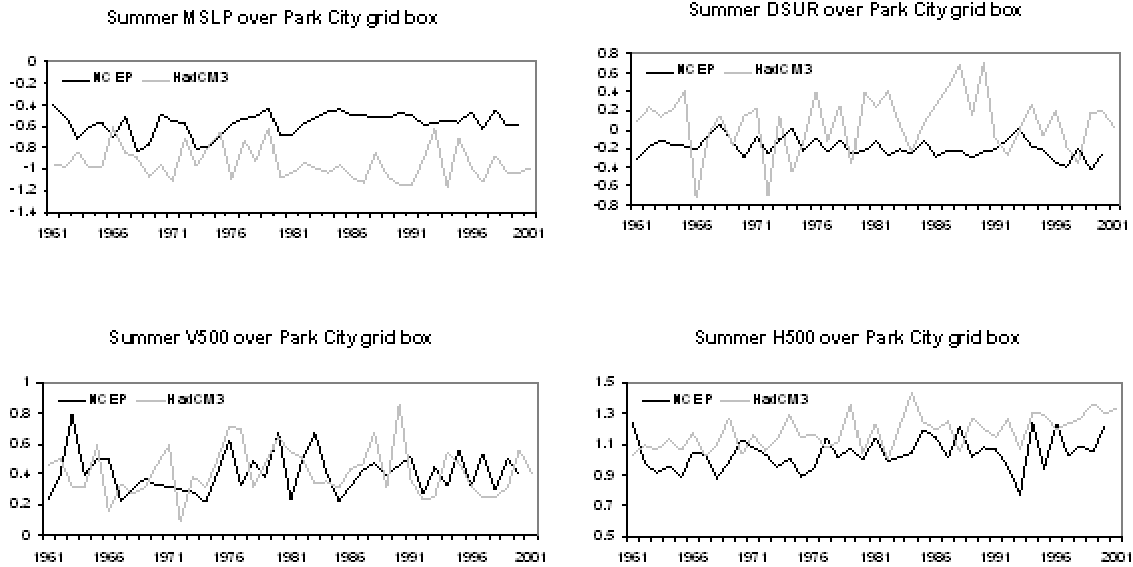 Summer MSLP over Park City grid box
0
-0.2
-0.4
-0.6
-0.8
-1
-1.2
-1.4
NCEP HadCM3
1961 1966 1971 1976 1981 1986 1991 1996 2001
Summer DSUR over Park City grid box
0.8
0.6
0.4
0.2
0
-0.2
-0.4
-0.6
-0.8
NCEP HadCM3
1961 1966 1971 1976 1981 1986 1991 1996 2001
Summer V500 over Park City grid box
1
0.8
0.6
0.4
0.2
0
NCEP HadCM3
1961 1966 1971 1976 1981 1986 1991 1996 2001
Summer H500 over Park City grid box
1.5
1.3
1.1
0.9
0.7
0.5
NCEP HadCM3
1961 1966 1971 1976 1981 1986 1991 1996 2001